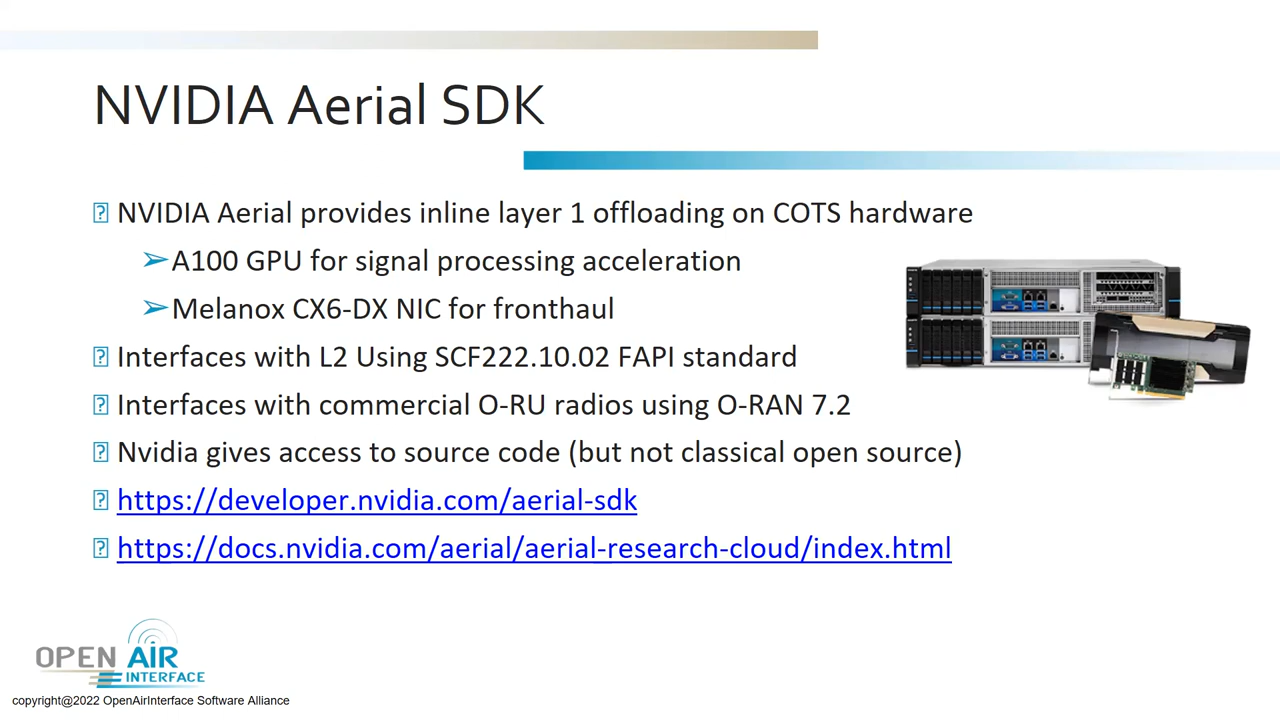 NVIDIA Aerial SDK
NVIDIA Aerial provides inline layer 1 offloading on COTS hardware
A100 GPU for signal processing acceleration
Melanox CX6-DX NIC for fronthaul
Interfaces with L2 Using SCF222.10.02 FAPI standard
Interfaces with commercial O-RU radios using O-RAN 7.2
Nvidia gives access to source code (but not classical open source)
https://developer.nvidia.com/aerial-sdk
https://docs.nvidia.com/aerial/aerial-research-cloud/index.html
OPEN AIR
INTERFACE
copyright@2022 OpenAirInterface Software Alliance